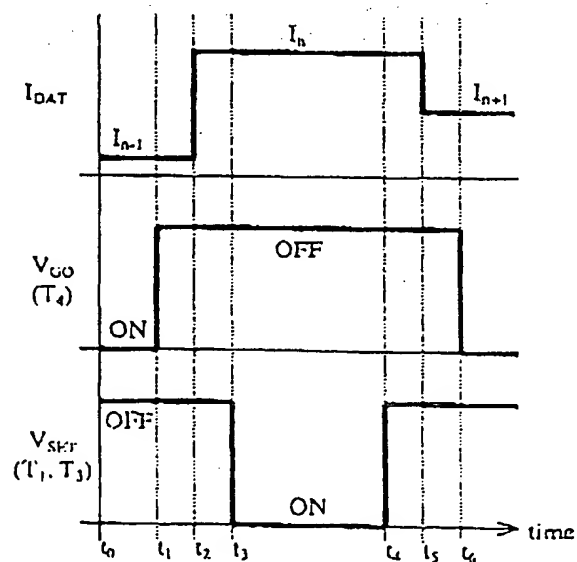 I_n
I_DAT
I_n-1
I_n+1
V_GO
(T_4)
OFF
ON
V_SET
(T_1, T_3)
OFF
ON
time
t_0 t_1 t_2 t_3 t_4 t_5 t_6